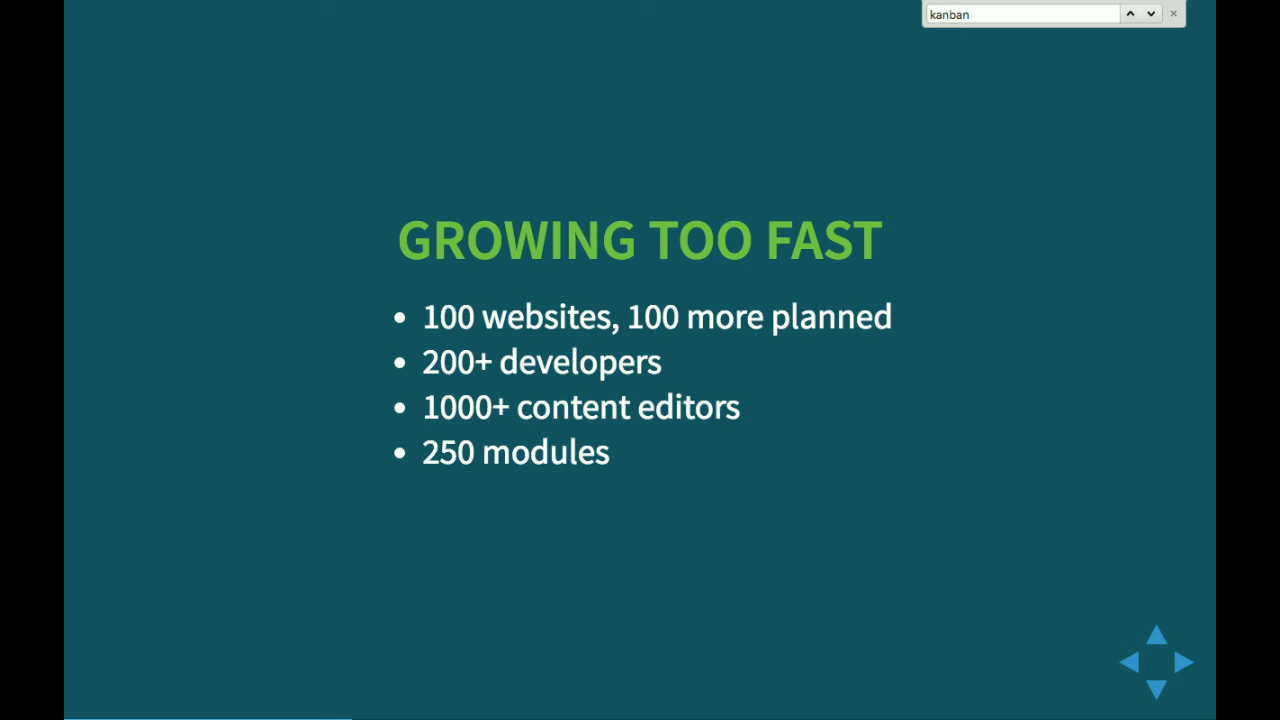 kanban
GROWING TOO FAST
• 100 websites, 100 more planned
• 200+ developers
• 1000+ content editors
• 250 modules